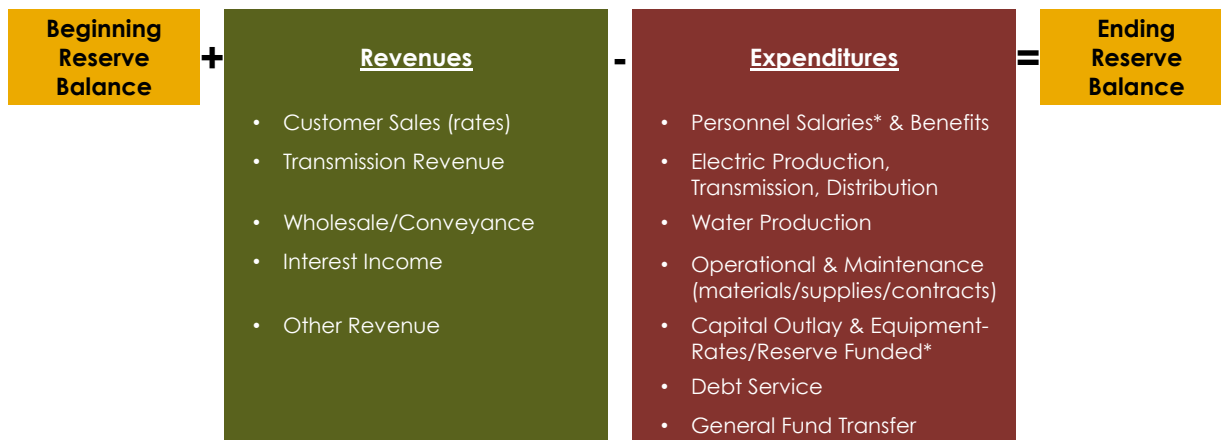 Beginning
Reserve
Balance
+
Revenues
• Customer Sales (rates)
• Transmission Revenue
• Wholesale/Conveyance
• Interest Income
• Other Revenue
-
Expenditures
• Personnel Salaries* & Benefits
• Electric Production,
Transmission, Distribution
• Water Production
• Operational & Maintenance
(materials/supplies/contracts)
• Capital Outlay & Equipment-
Rates/Reserve Funded*
• Debt Service
• General Fund Transfer
=
Ending
Reserve
Balance